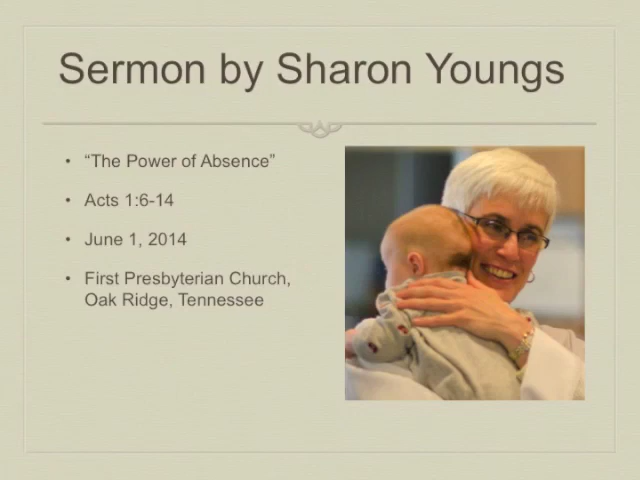 Sermon by Sharon Youngs
• “The Power of Absence”
• Acts 1:6-14
• June 1, 2014
• First Presbyterian Church,
Oak Ridge, Tennessee